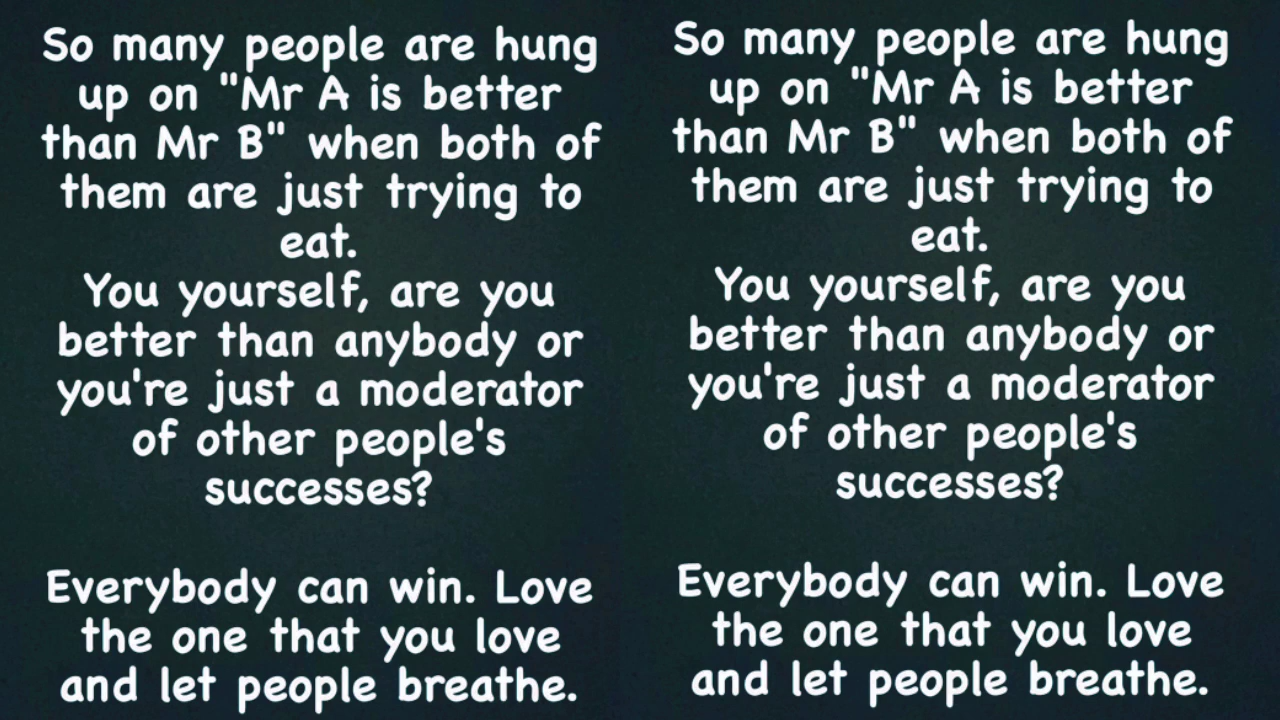 So many people are hung
up on "Mr A is better
than Mr B" when both of
them are just trying to
eat.
You yourself, are you
better than anybody or
you're just a moderator
of other people's
successes?
Everybody can win. Love
the one that you love
and let people breathe.
So many people are hung
up on "Mr A is better
than Mr B" when both of
them are just trying to
eat.
You yourself, are you
better than anybody or
you're just a moderator
of other people's
successes?
Everybody can win. Love
the one that you love
and let people breathe.